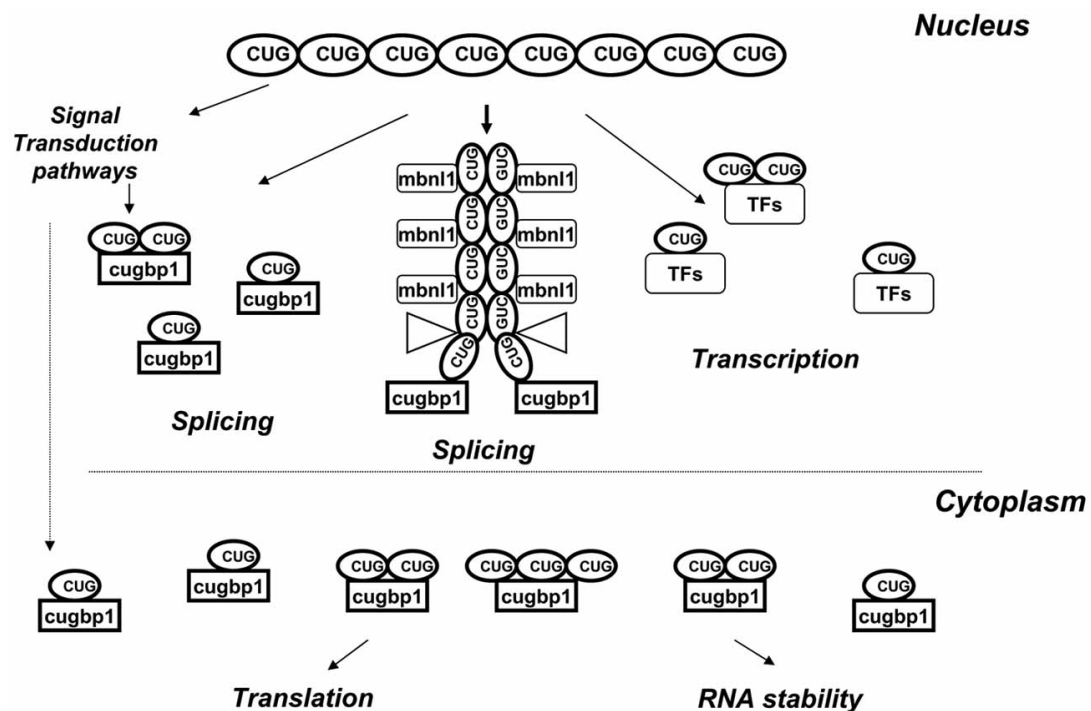 Nucleus
CUG CUG CUG CUG CUG CUG CUG CUG
Signal
Transduction
pathways
CUG GUC
mbnl1 mbnl1
CUG CUG
TFs
CUG GUC
mbnl1 mbnl1
CUG CUG
cugbp1
CUG
TFs
CUG
cugbp1
CUG GUC
mbnl1 mbnl1
CUG
TFs
CUG
cugbp1
CUG GUC
CUG CUG
cugbp1 cugbp1
Transcription
Splicing
Splicing
Cytoplasm
CUG
cugbp1
CUG
cugbp1
CUG CUG
cugbp1
CUG CUG CUG
cugbp1
CUG CUG
cugbp1
CUG
cugbp1
Translation
RNA stability